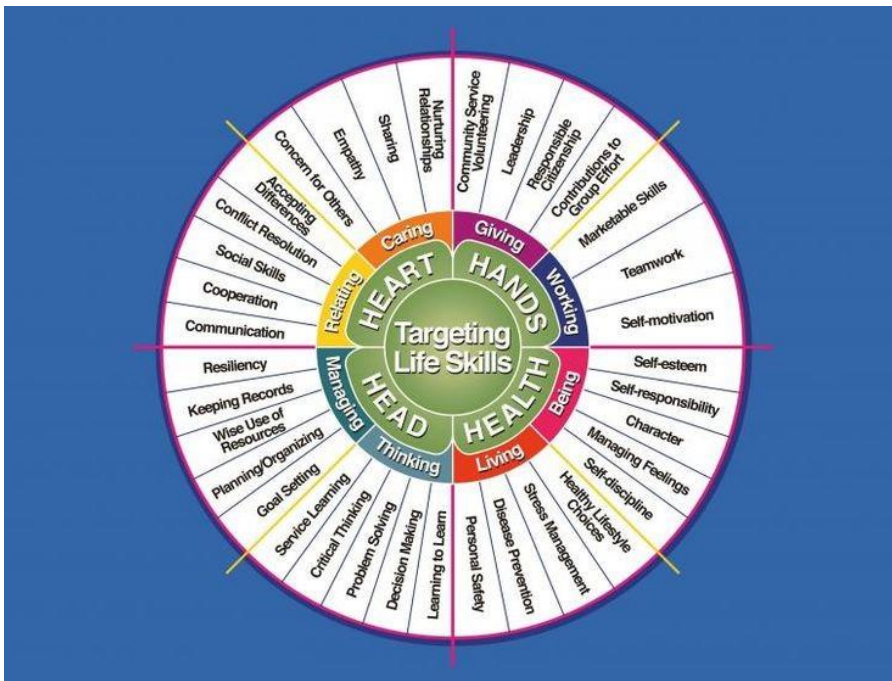 Targeting
Life Skills
HEART
HANDS
HEALTH
HEAD
Caring
Giving
Working
Being
Living
Thinking
Managing
Relating
Nurturing
Relationships
Sharing
Empathy
Concern for Others
Community Service
Volunteering
Leadership
Responsible
Citizenship
Contributions to
Group Effort
Marketable Skills
Teamwork
Self-motivation
Self-esteem
Self-responsibility
Character
Managing Feelings
Self-discipline
Healthy Lifestyle
Choices
Stress Management
Disease Prevention
Personal Safety
Learning to Learn
Decision Making
Problem Solving
Critical Thinking
Service Learning
Goal Setting
Planning/Organizing
Wise Use of
Resources
Keeping Records
Resiliency
Communication
Cooperation
Social Skills
Conflict Resolution
Accepting
Differences